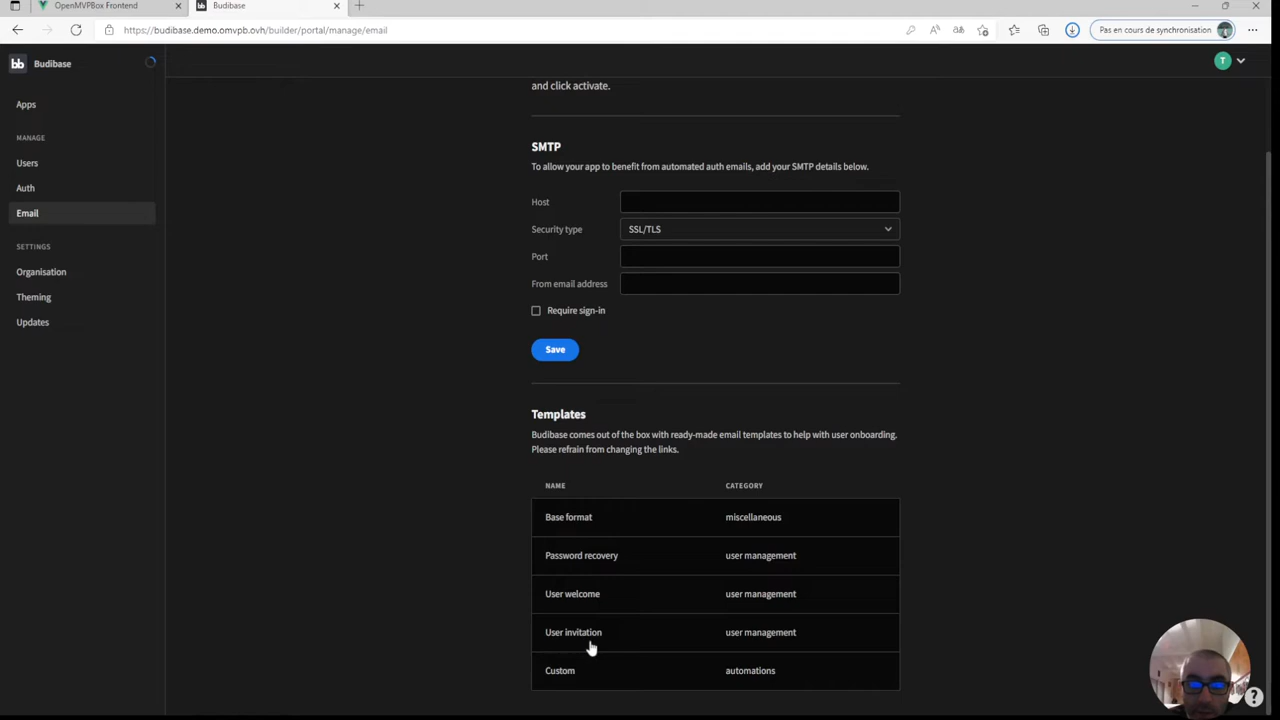 OpenMVPBox Frontend
Budibase
https://budibase.demo.omvpb.ovh/builder/portal/manage/email
Pas en cours de synchronisation
bb Budibase
T
Apps
MANAGE
Users
Auth
Email
SETTINGS
Organisation
Theming
Updates
and click activate.
SMTP
To allow your app to benefit from automated auth emails, add your SMTP details below.
Host
Security type SSL/TLS
Port
From email address
Require sign-in
Save
Templates
Budibase comes out of the box with ready-made email templates to help with user onboarding.
Please refrain from changing the links.
NAME CATEGORY
Base format miscellaneous
Password recovery user management
User welcome user management
User invitation user management
Custom automations
?